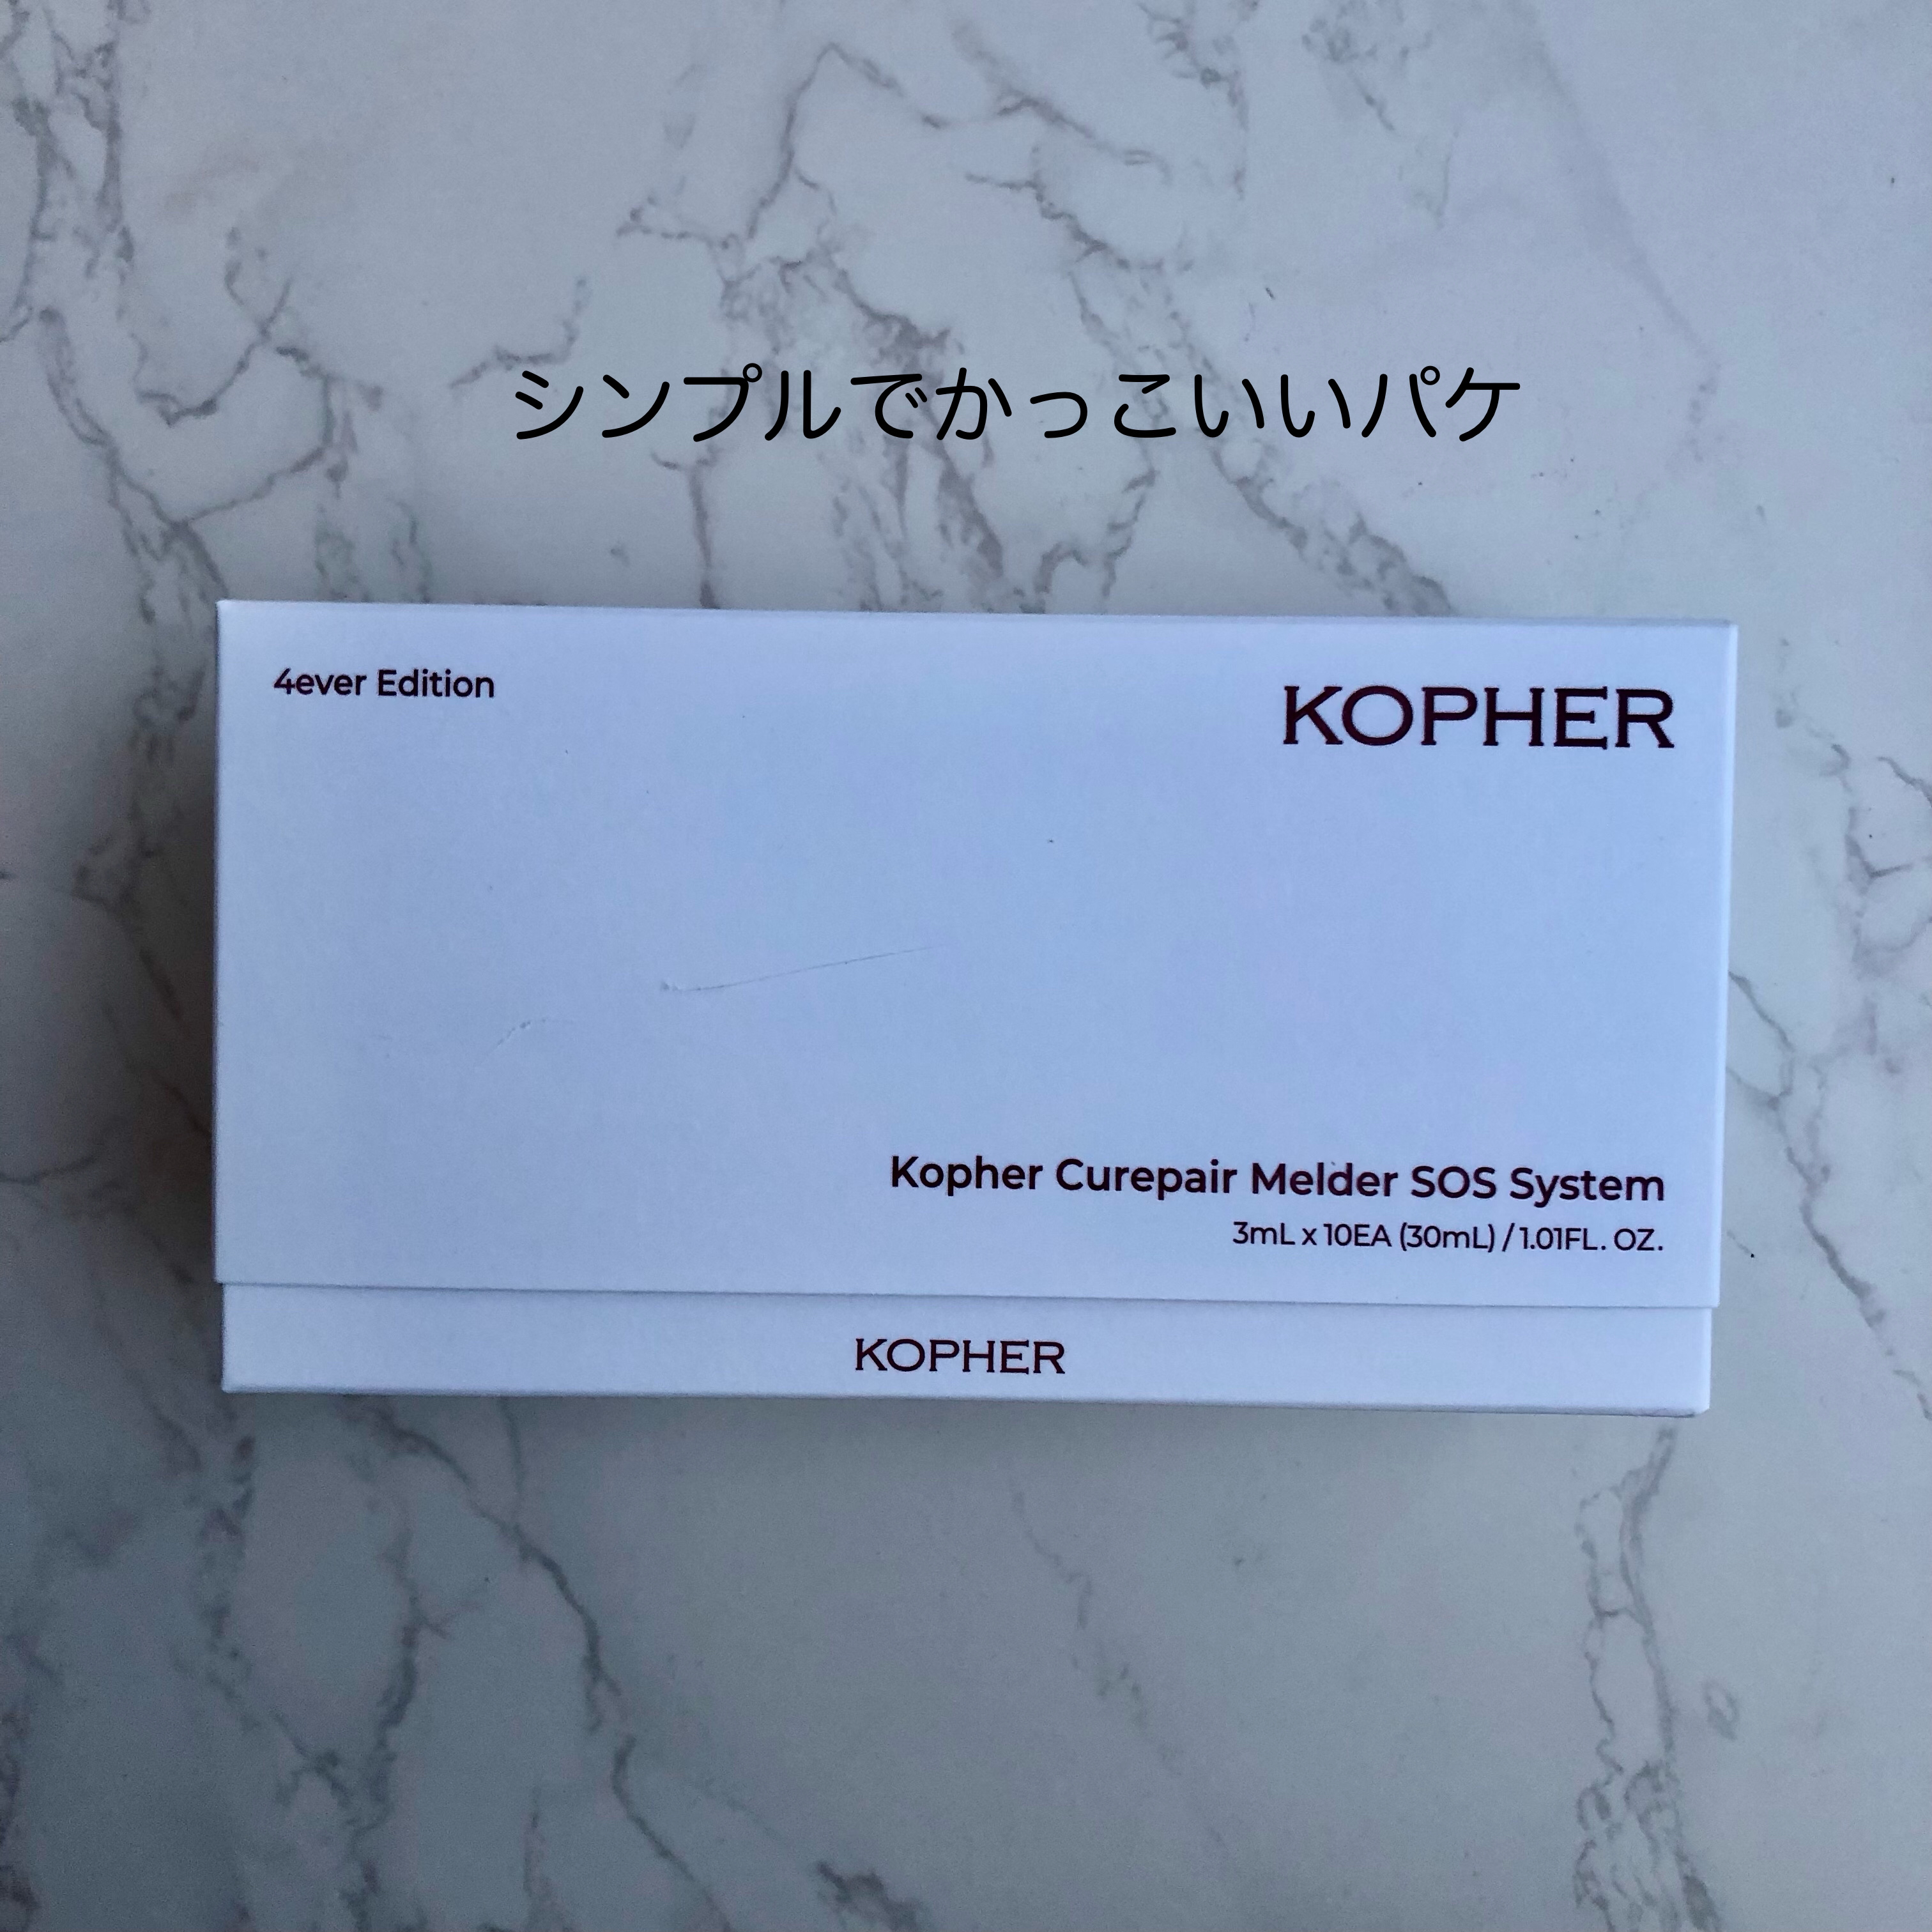 シンプルでかっこいいパケ
4ever Edition
KOPHER
Kopher Curepair Melder SOS System
3mL x 10EA (30mL) / 1.01FL. OZ.
KOPHER